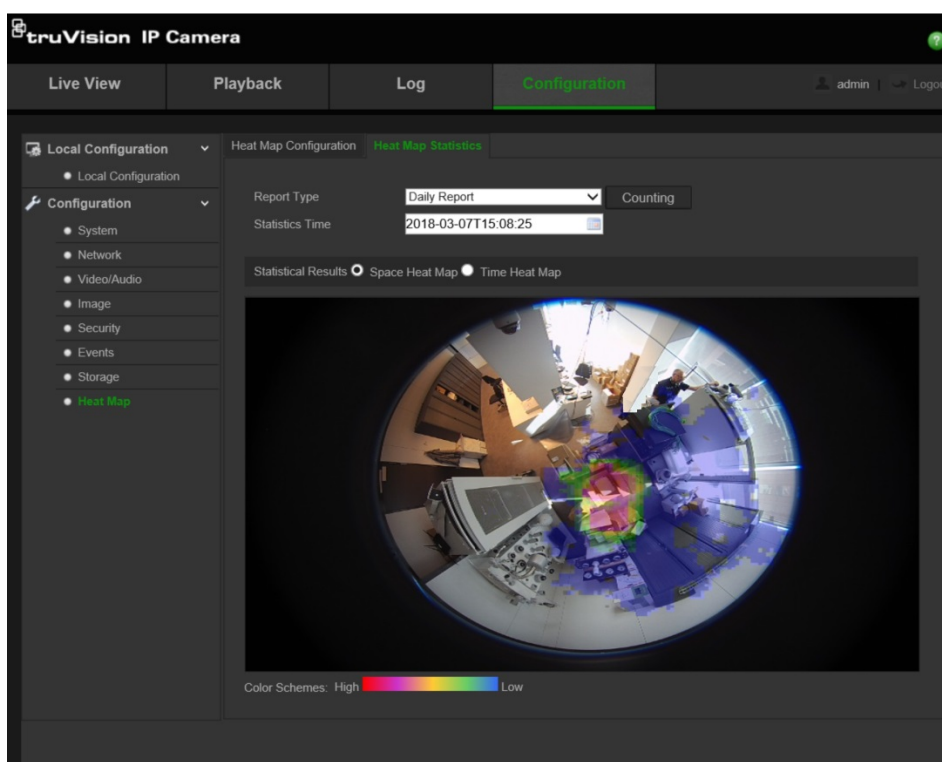 truVision IP Camera
?
Live View Playback Log Configuration admin | Logou
Local Configuration
Local Configuration
Configuration
System
Network
Video/Audio
Image
Security
Events
Storage
Heat Map
Heat Map Configuration Heat Map Statistics
Report Type Daily Report Counting
Statistics Time 2018-03-07T15:08:25
Statistical Results Space Heat Map Time Heat Map
Color Schemes: High Low